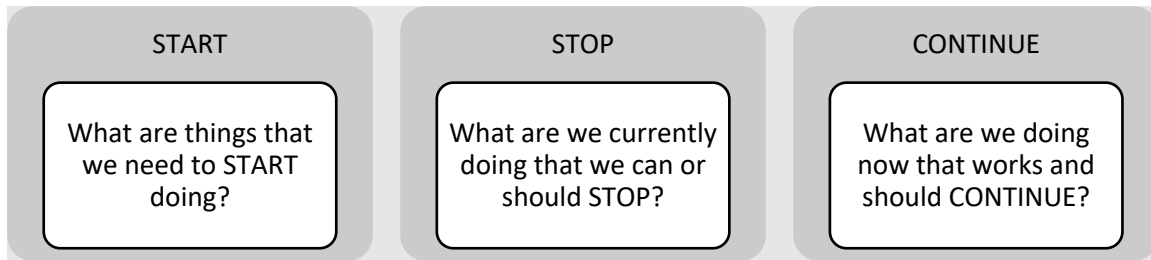 START
What are things that
we need to START
doing?
STOP
What are we currently
doing that we can or
should STOP?
CONTINUE
What are we doing
now that works and
should CONTINUE?